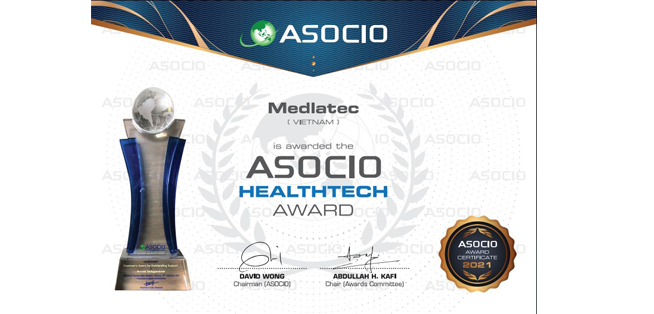 ASOCIO
Medlatec
( VIETNAM )
is awarded the
ASOCIO
HEALTHTECH
AWARD
ASOCIO
DAVID WONG
Chairman (ASOCIO)
ABDULLAH H. KAFI
Chair (Awards Committee)
ASOCIO
AWARD
CERTIFICATE
2021